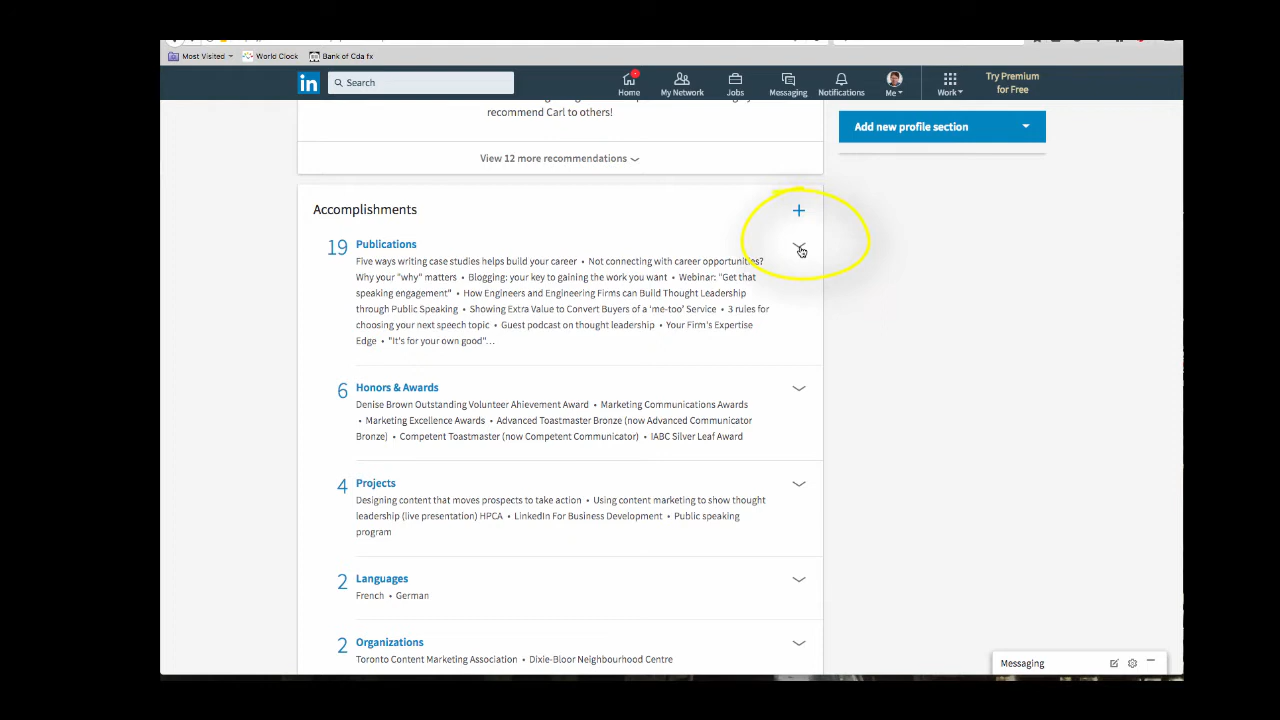 Most Visited World Clock Bank of Cda fx
in Search Home My Network Jobs Messaging Notifications Me Work Try Premium for Free
recommend Carl to others!
Add new profile section
View 12 more recommendations
Accomplishments
19 Publications
Five ways writing case studies helps build your career • Not connecting with career opportunities?
Why your "why" matters • Blogging: your key to gaining the work you want • Webinar: "Get that
speaking engagement" • How Engineers and Engineering Firms can Build Thought Leadership
through Public Speaking • Showing Extra Value to Convert Buyers of a ‘me-too’ Service • 3 rules for
choosing your next speech topic • Guest podcast on thought leadership • Your Firm's Expertise
Edge • "It's for your own good"…
6 Honors & Awards
Denise Brown Outstanding Volunteer Ahievement Award • Marketing Communications Awards
• Marketing Excellence Awards • Advanced Toastmaster Bronze (now Advanced Communicator
Bronze) • Competent Toastmaster (now Competent Communicator) • IABC Silver Leaf Award
4 Projects
Designing content that moves prospects to take action • Using content marketing to show thought
leadership (live presentation) HPCA • LinkedIn For Business Development • Public speaking
program
2 Languages
French • German
2 Organizations
Toronto Content Marketing Association • Dixie-Bloor Neighbourhood Centre
Messaging